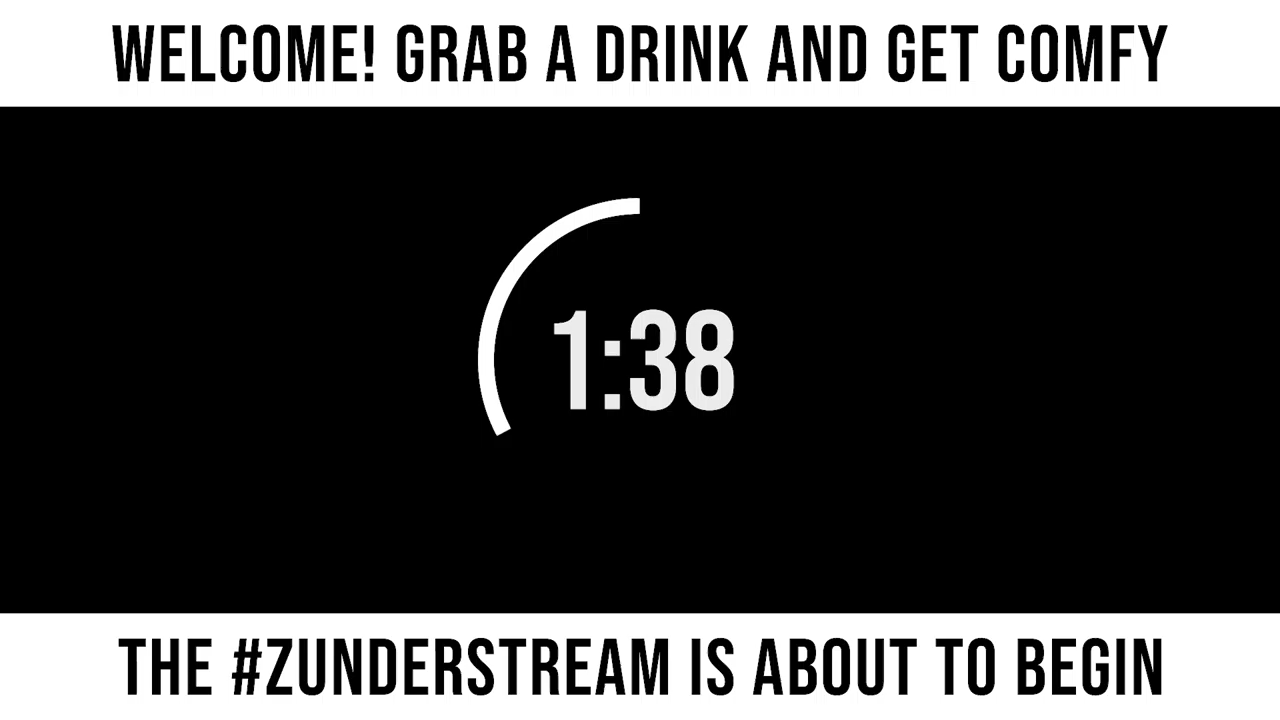 WELCOME! GRAB A DRINK AND GET COMFY
1:38
THE #ZUNDERSTREAM IS ABOUT TO BEGIN